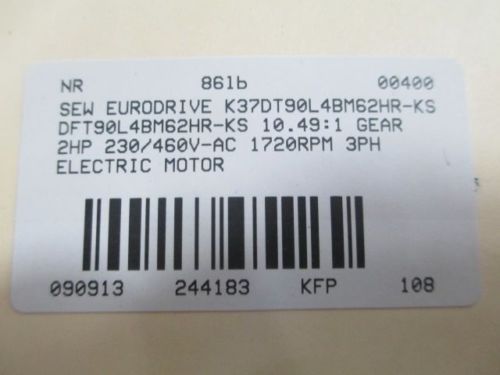 NR 86lb 00400
SEW EURODRIVE K37DT90L4BM62HR-KS
DFT90L4BM62HR-KS 10.49:1 GEAR
2HP 230/460V-AC 1720RPM 3PH
ELECTRIC MOTOR
090913 244183 KFP 108